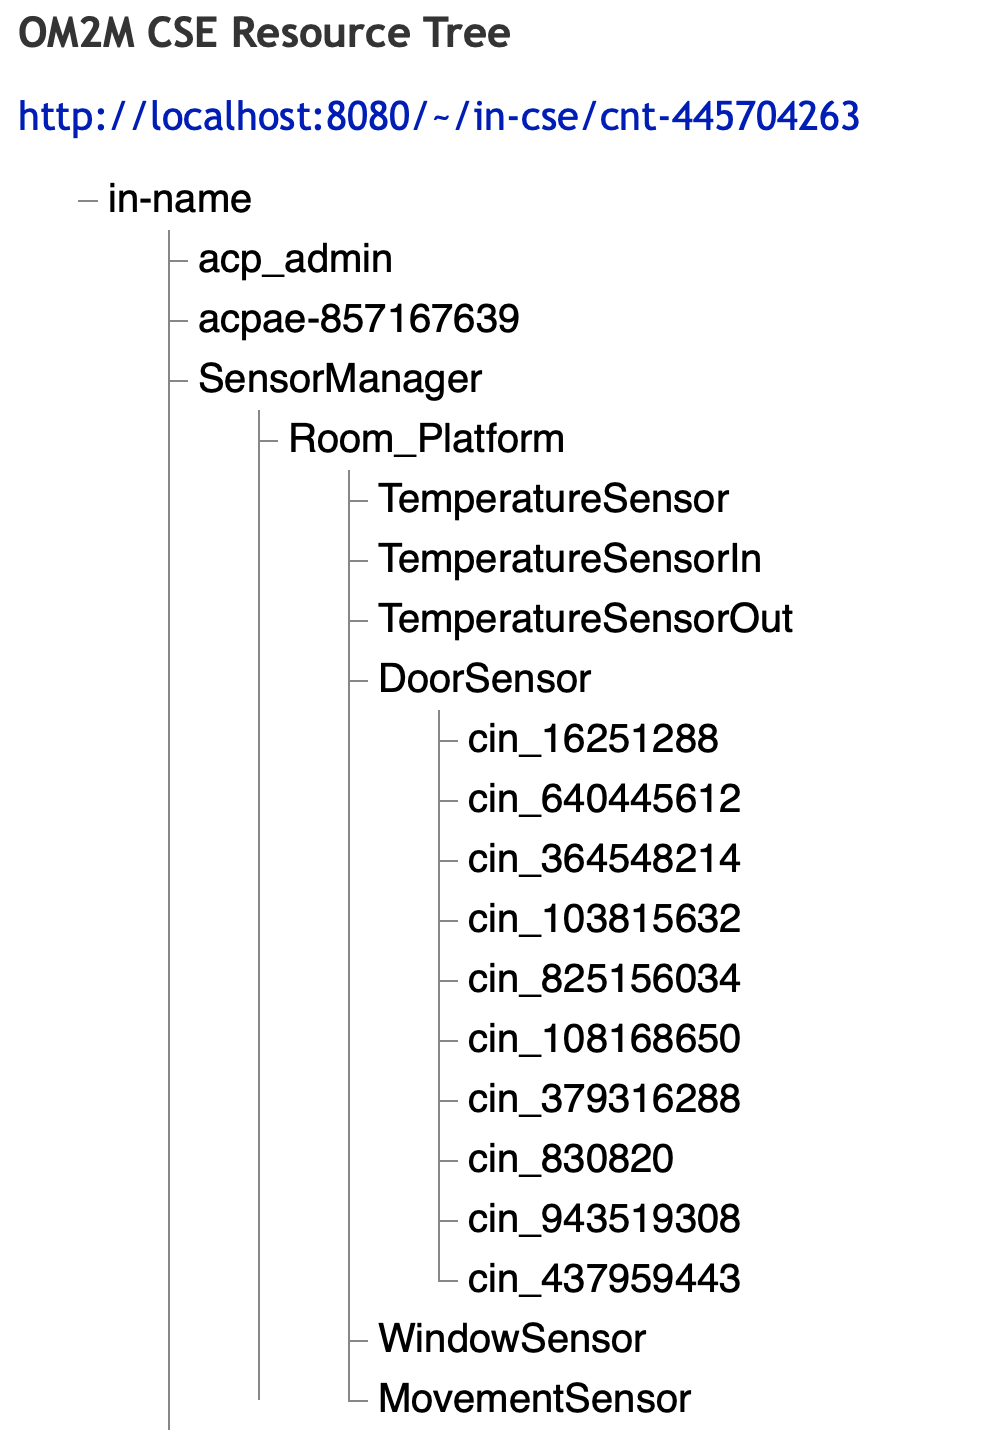 OM2M CSE Resource Tree
http://localhost:8080/~/in-cse/cnt-445704263
in-name
acp_admin
acpae-857167639
SensorManager
Room_Platform
TemperatureSensor
TemperatureSensorIn
TemperatureSensorOut
DoorSensor
cin_16251288
cin_640445612
cin_364548214
cin_103815632
cin_825156034
cin_108168650
cin_379316288
cin_830820
cin_943519308
cin_437959443
WindowSensor
MovementSensor